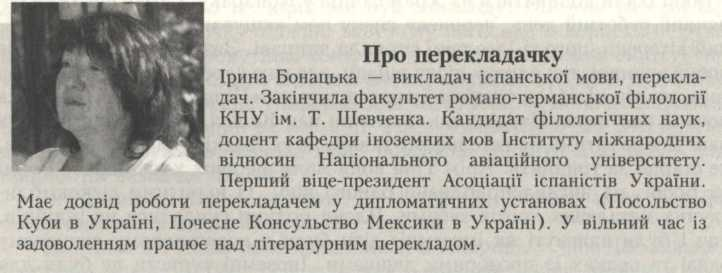 Про перекладачку
Ірина Бонацька — викладач іспанської мови, перекла-
дач. Закінчила факультет романо-германської філології
КНУ ім. Т. Шевченка. Кандидат філологічних наук,
доцент кафедри іноземних мов Інституту міжнародних
відносин Національного авіаційного університету.
Перший віце-президент Асоціації іспаністів України.
Має досвід роботи перекладачем у дипломатичних установах (Посольство
Куби в Україні, Почесне Консульство Мексики в Україні). У вільний час із
задоволенням працює над літературним перекладом.